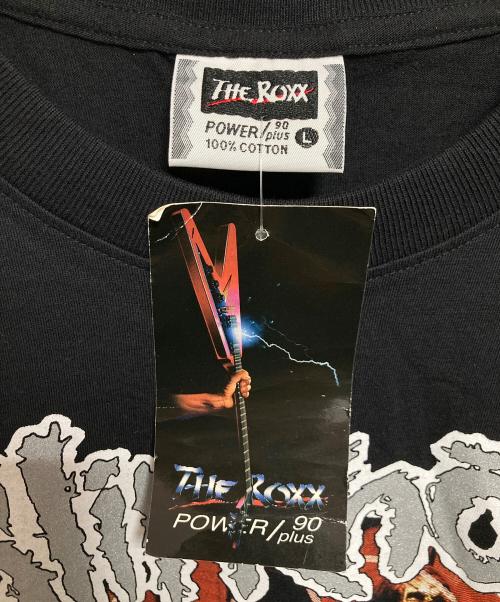 THE ROXX
POWER/90 plus L
100% COTTON
THE ROXX
POWER/90 plus